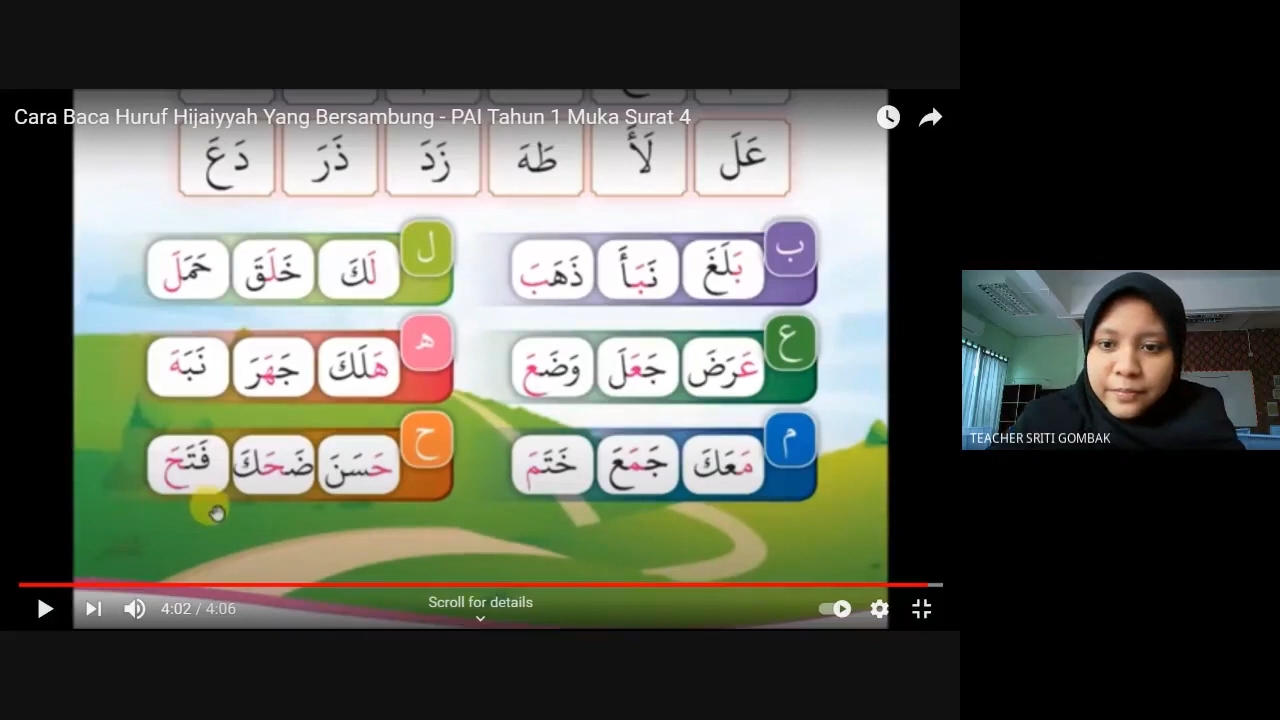 Cara Baca Huruf Hijaiyyah Yang Bersambung - PAI Tahun 1 Muka Surat 4
عَلَ لَأَ طَهَ زَدَ ذَرَ دَعَ
ب بَلَغَ نَبَأَ ذَهَبَ
ل لَكَ خَلَقَ حَمَلَ
ع عَرَضَ جَعَلَ وَضَعَ
ه هَلَكَ جَهَرَ نَبَهَ
م مَعَكَ جَمَعَ خَتَمَ
ح حَسَنَ ضَحَكَ فَتَحَ
TEACHER SRITI GOMBAK
Scroll for details
4:02 / 4:06